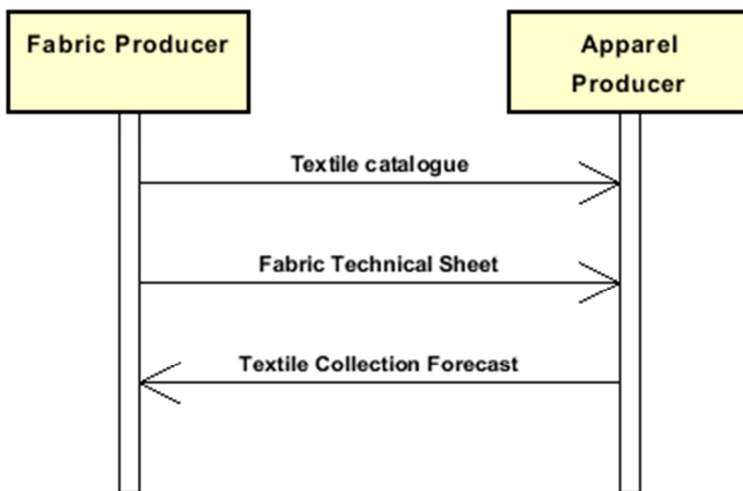 Fabric Producer
Apparel
Producer
Textile catalogue
Fabric Technical Sheet
Textile Collection Forecast